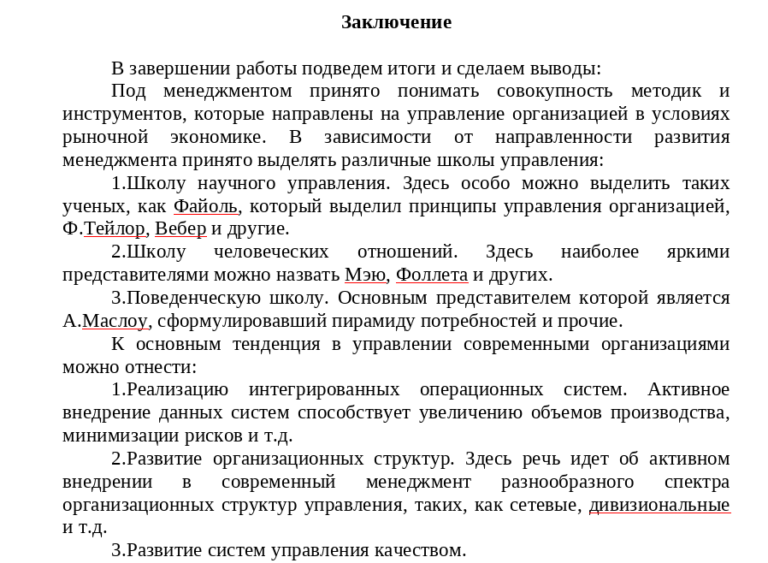 Заключение
В завершении работы подведем итоги и сделаем выводы:
Под менеджментом принято понимать совокупность методик и
инструментов, которые направлены на управление организацией в условиях
рыночной экономике. В зависимости от направленности развития
менеджмента принято выделять различные школы управления:
1.Школу научного управления. Здесь особо можно выделить таких
ученых, как Файоль, который выделил принципы управления организацией,
Ф.Тейлор, Вебер и другие.
2.Школу человеческих отношений. Здесь наиболее яркими
представителями можно назвать Мэю, Фоллета и других.
3.Поведенческую школу. Основным представителем которой является
А.Маслоу, сформулировавший пирамиду потребностей и прочие.
К основным тенденция в управлении современными организациями
можно отнести:
1.Реализацию интегрированных операционных систем. Активное
внедрение данных систем способствует увеличению объемов производства,
минимизации рисков и т.д.
2.Развитие организационных структур. Здесь речь идет об активном
внедрении в современный менеджмент разнообразного спектра
организационных структур управления, таких, как сетевые, дивизиональные
и т.д.
3.Развитие систем управления качеством.